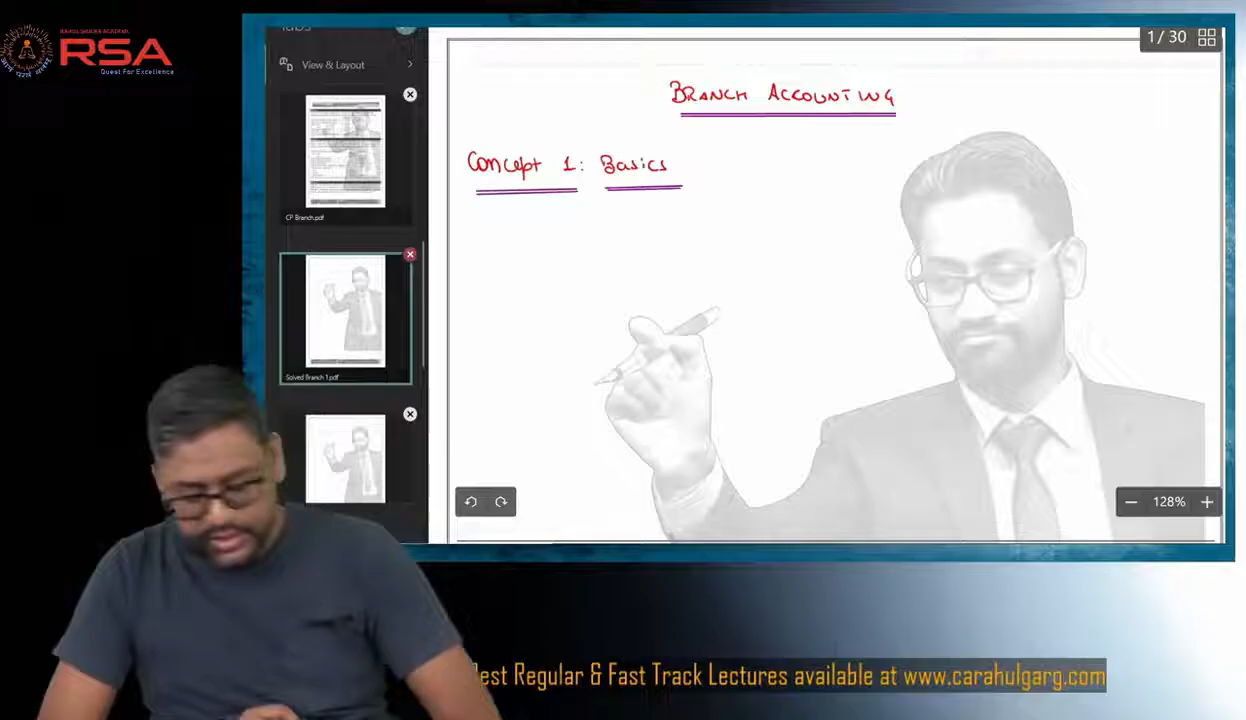 RSA
Quest For Excellence
View & Layout
1 / 30
CP Branch.pdf
Solved Branch 1.pdf
BRANCH ACCOUNTING
Concept 1: Basics
128%
est Regular & Fast Track Lectures available at www.carahulgarg.com